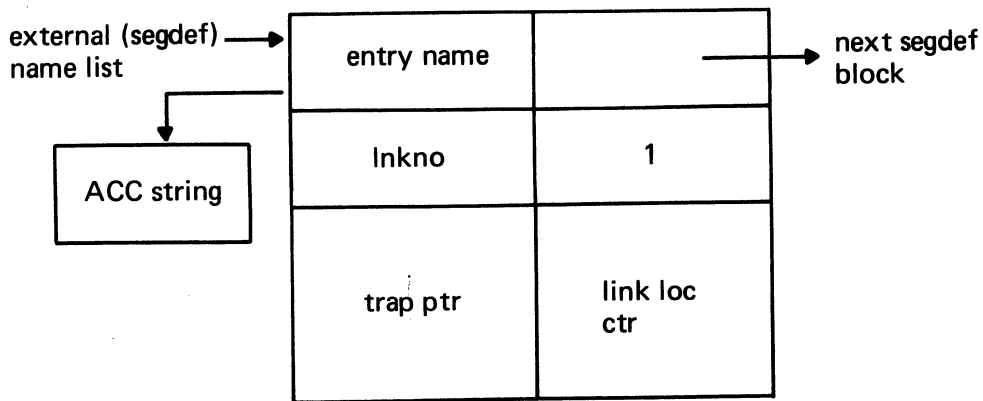 external (segdef)
name list
entry name
next segdef
block
lnkno
1
ACC string
trap ptr
link loc
ctr